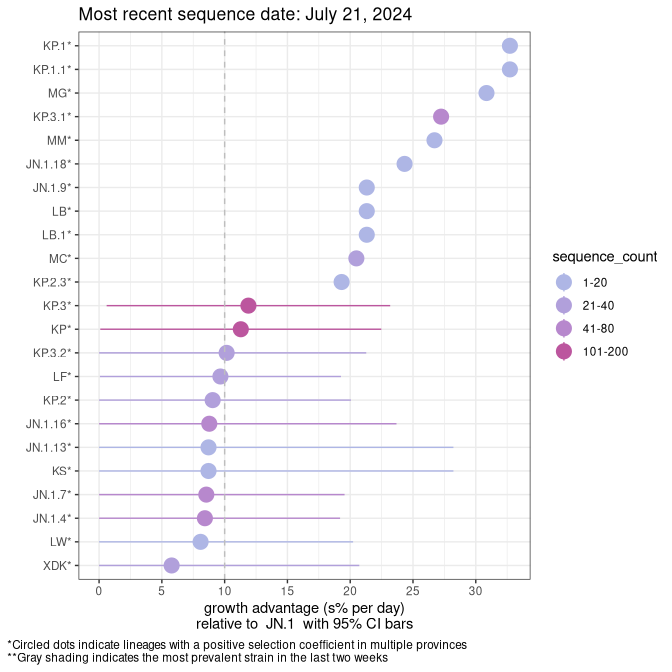 Most recent sequence date: July 21, 2024
KP.1*
KP.1.1*
MG*
KP.3.1*
MM*
JN.1.18*
JN.1.9*
LB*
LB.1*
MC*
KP.2.3*
KP.3*
KP*
KP.3.2*
LF*
KP.2*
JN.1.16*
JN.1.13*
KS*
JN.1.7*
JN.1.4*
LW*
XDK*
0 5 10 15 20 25 30
growth advantage (s% per day)
relative to JN.1 with 95% CI bars
sequence_count
1-20
21-40
41-80
101-200
*Circled dots indicate lineages with a positive selection coefficient in multiple provinces
**Gray shading indicates the most prevalent strain in the last two weeks